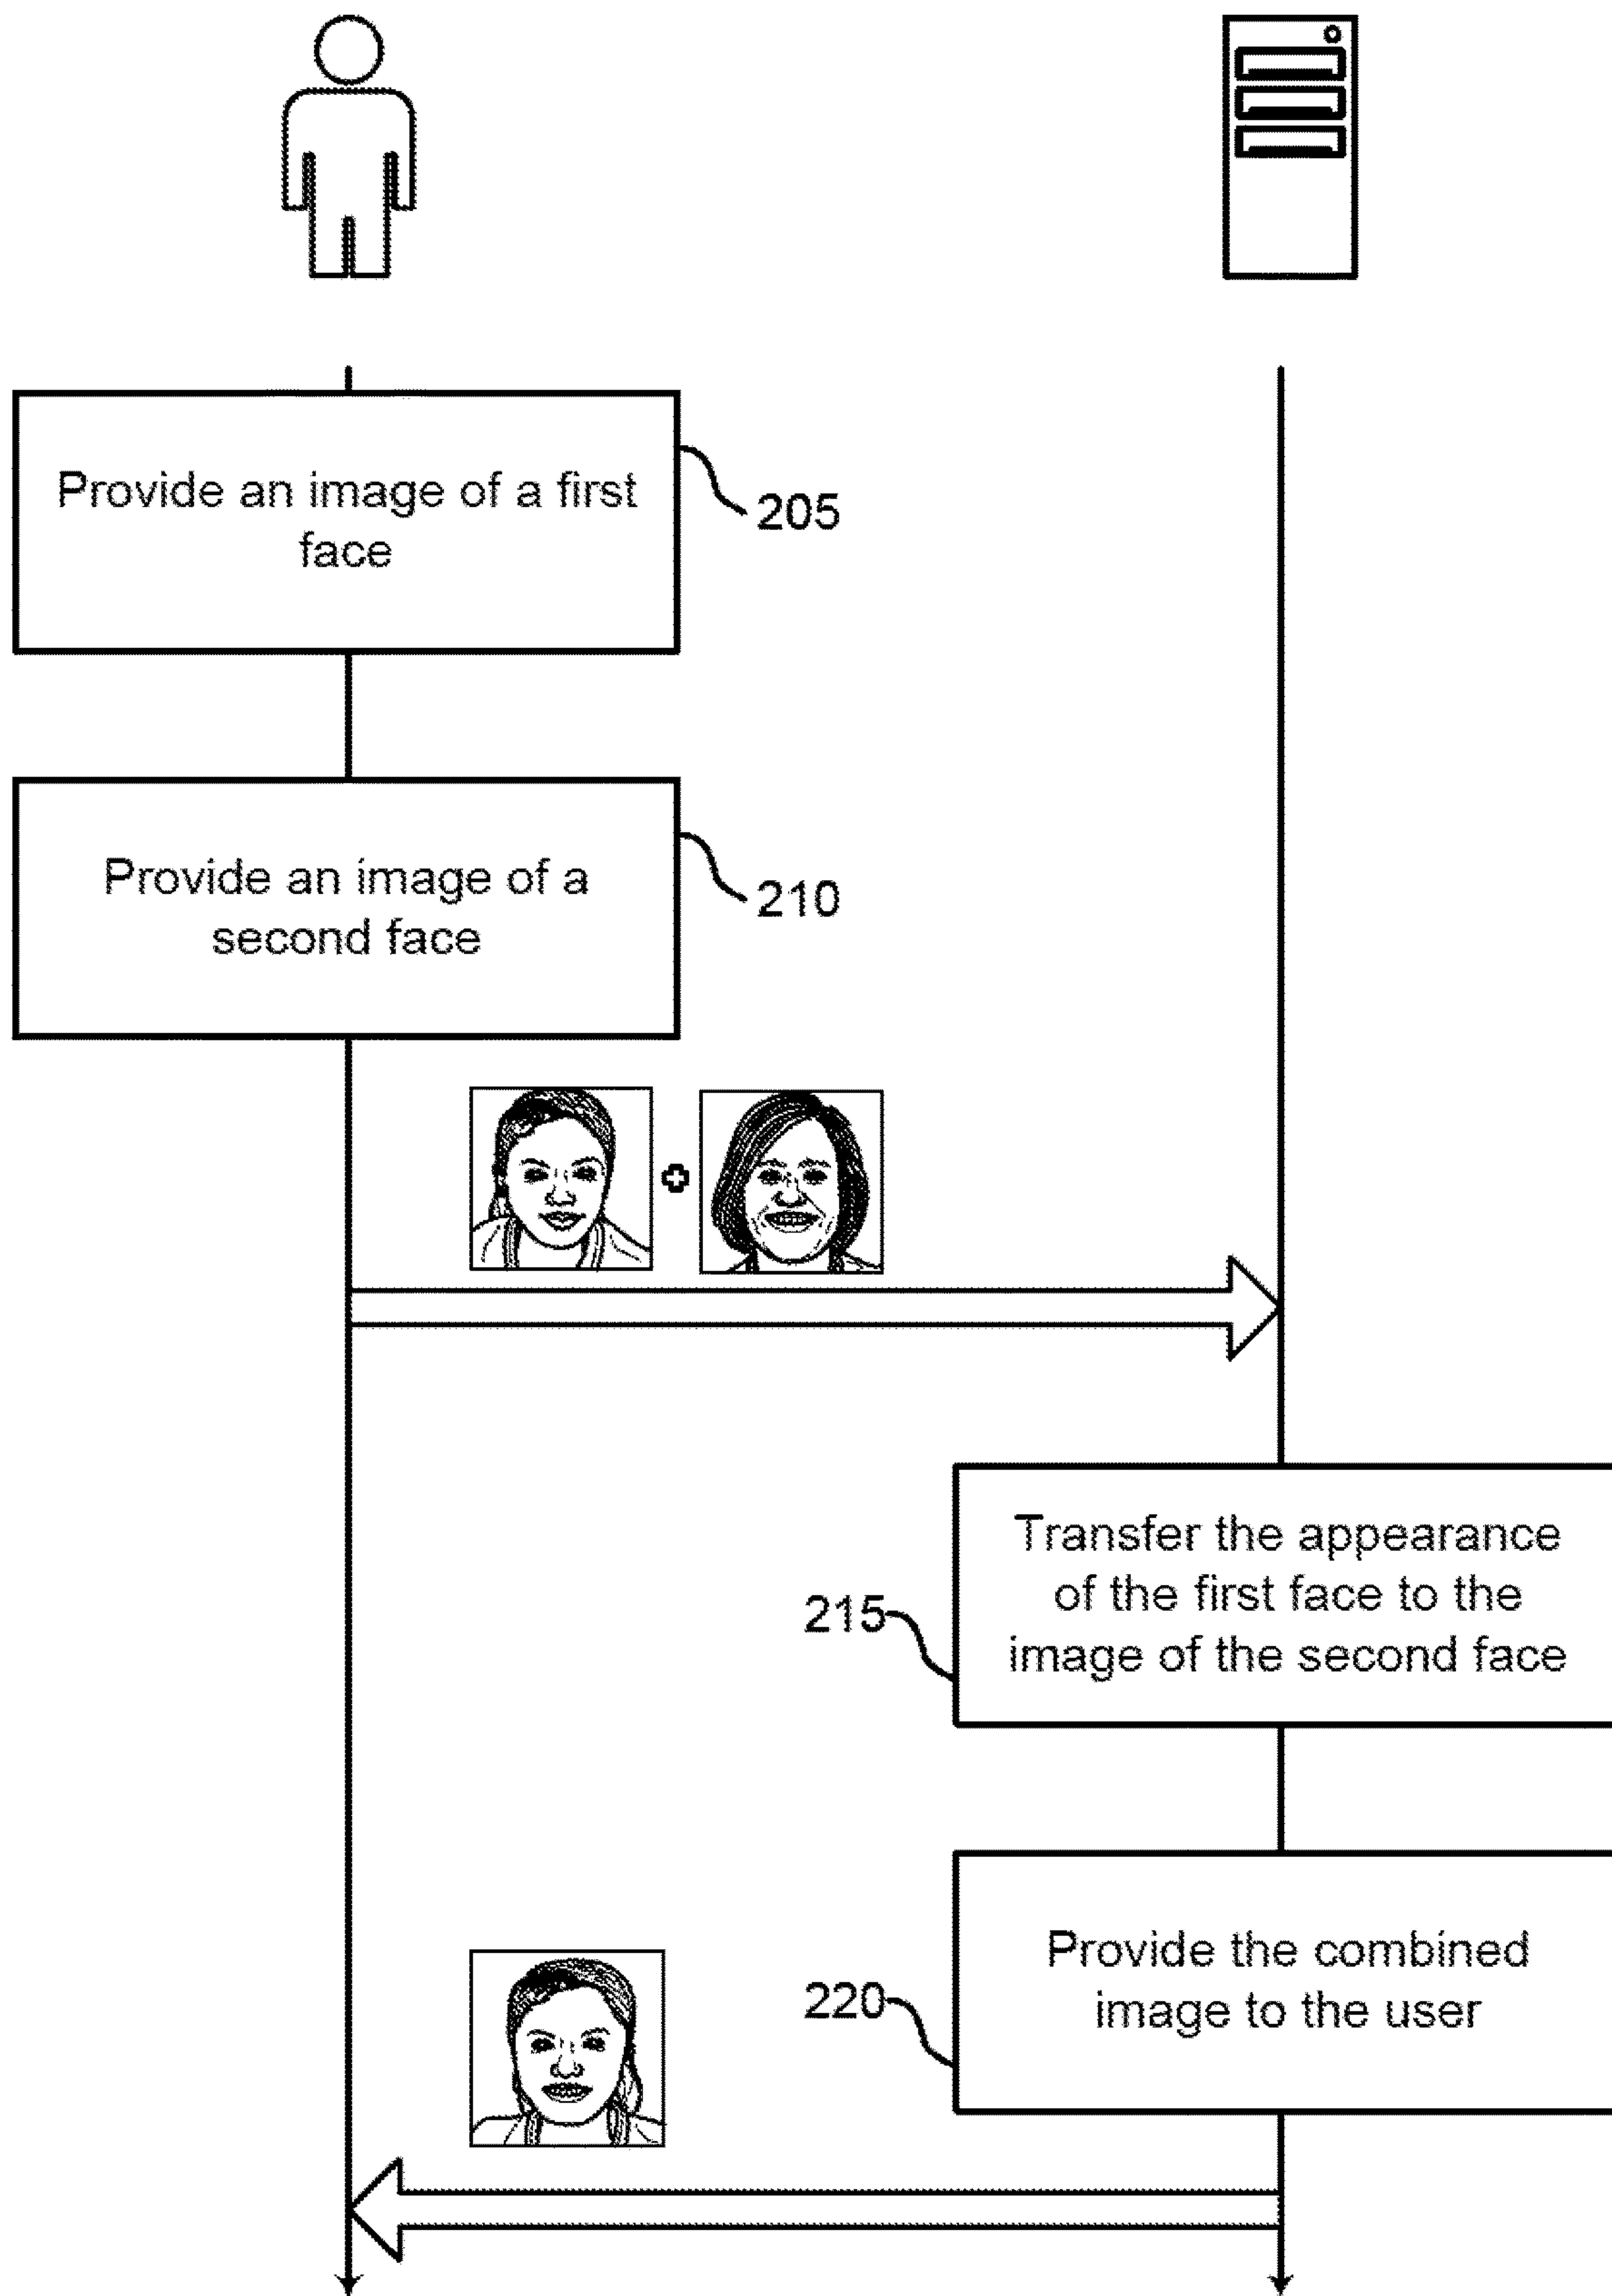 Provide an image of a first
face
205
Provide an image of a
second face
210
Transfer the appearance
of the first face to the
image of the second face
215
Provide the combined
image to the user
220